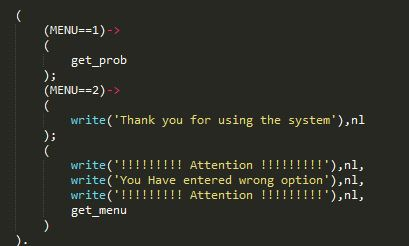 (
    (MENU==1)->
    (
        get_prob
    );
    (MENU==2)->
    (
        write('Thank you for using the system'),nl
    );
    (
        write('!!!!!!!!! Attention !!!!!!!!!'),nl,
        write('You Have entered wrong option'),nl,
        write('!!!!!!!!! Attention !!!!!!!!!'),nl,
        get_menu
    )
).